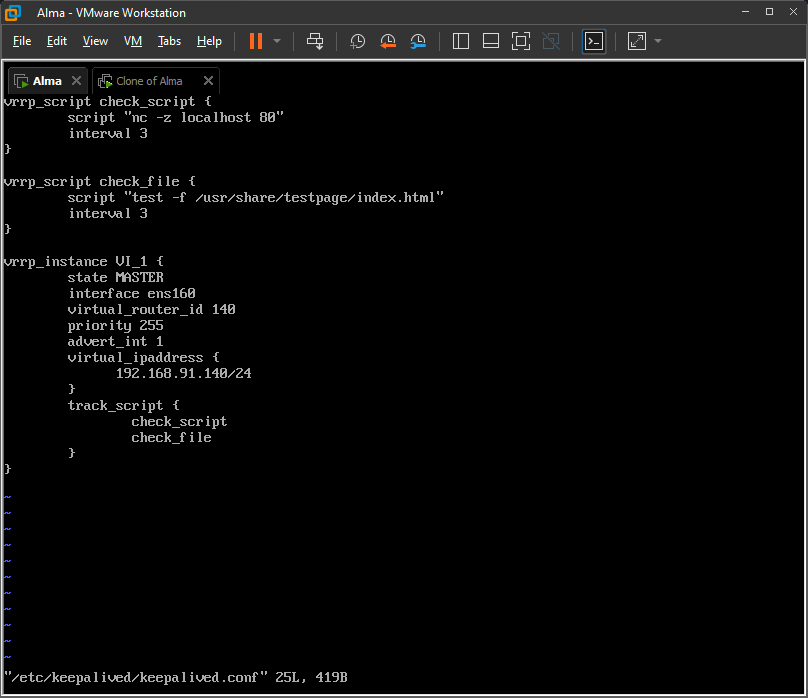 Alma - VMware Workstation
File Edit View VM Tabs Help
Alma Clone of Alma
vrrp_script check_script {
        script "nc -z localhost 80"
        interval 3
}

vrrp_script check_file {
        script "test -f /usr/share/testpage/index.html"
        interval 3
}

vrrp_instance VI_1 {
        state MASTER
        interface ens160
        virtual_router_id 140
        priority 255
        advert_int 1
        virtual_ipaddress {
              192.168.91.140/24
        }
        track_script {
                check_script
                check_file
        }
}
~
~
~
~
~
~
~
~
~
~
~
"/etc/keepalived/keepalived.conf" 25L, 419B